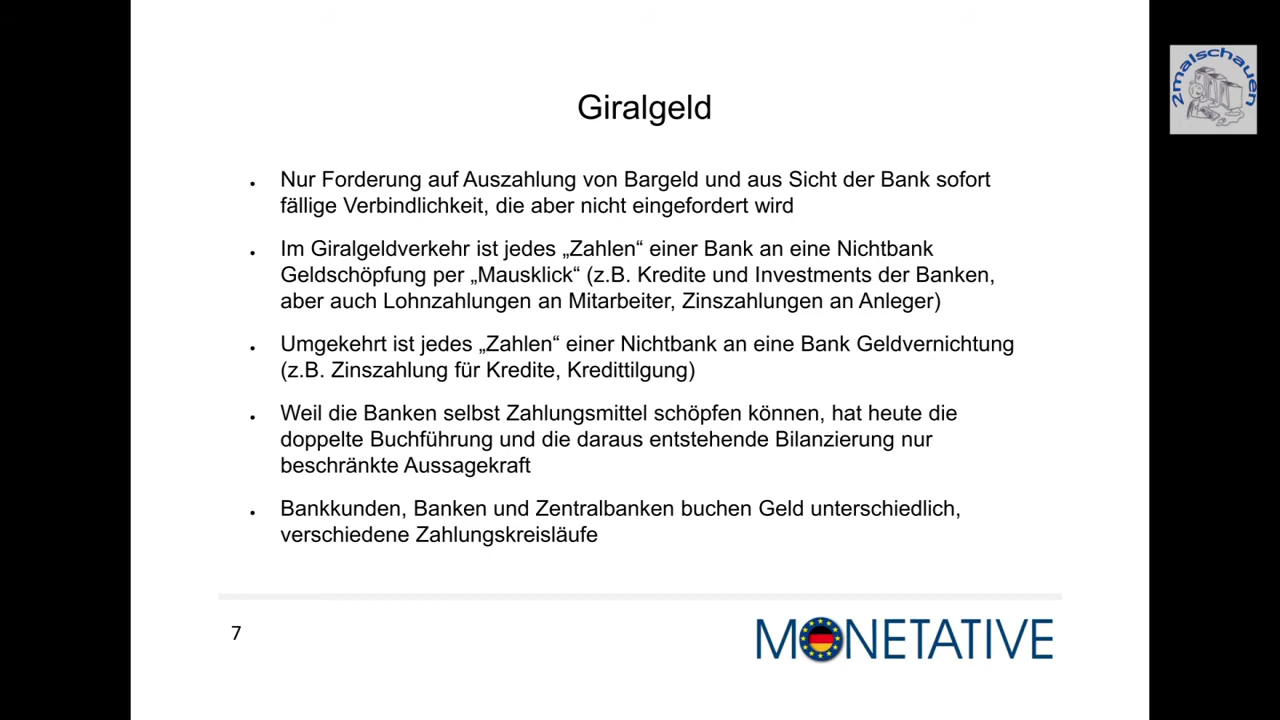 2malschauen
Giralgeld
• Nur Forderung auf Auszahlung von Bargeld und aus Sicht der Bank sofort
fällige Verbindlichkeit, die aber nicht eingefordert wird
• Im Giralgeldverkehr ist jedes „Zahlen“ einer Bank an eine Nichtbank
Geldschöpfung per „Mausklick“ (z.B. Kredite und Investments der Banken,
aber auch Lohnzahlungen an Mitarbeiter, Zinszahlungen an Anleger)
• Umgekehrt ist jedes „Zahlen“ einer Nichtbank an eine Bank Geldvernichtung
(z.B. Zinszahlung für Kredite, Kredittilgung)
• Weil die Banken selbst Zahlungsmittel schöpfen können, hat heute die
doppelte Buchführung und die daraus entstehende Bilanzierung nur
beschränkte Aussagekraft
• Bankkunden, Banken und Zentralbanken buchen Geld unterschiedlich,
verschiedene Zahlungskreisläufe
7
MONETATIVE